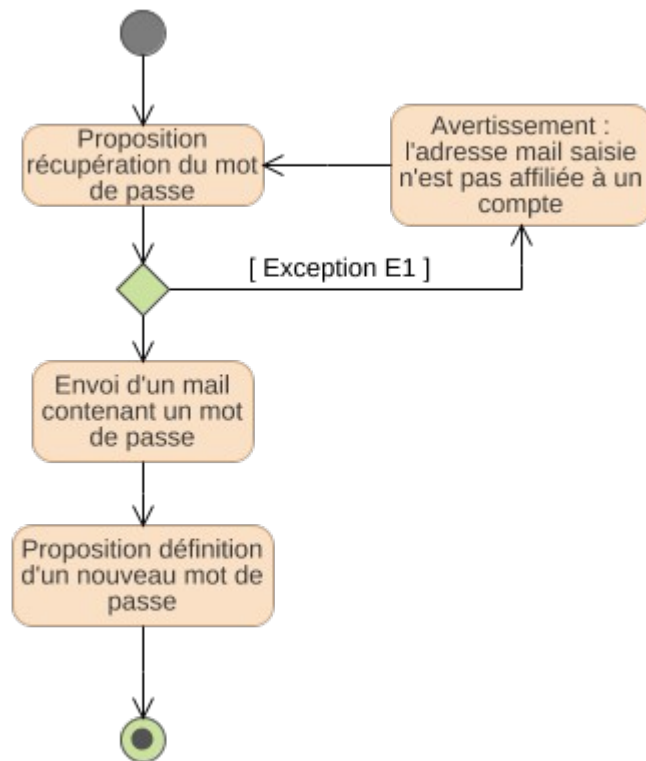 Proposition
récupération du mot
de passe
Avertissement :
l'adresse mail saisie
n'est pas affiliée à un
compte
[ Exception E1 ]
Envoi d'un mail
contenant un mot
de passe
Proposition définition
d'un nouveau mot de
passe